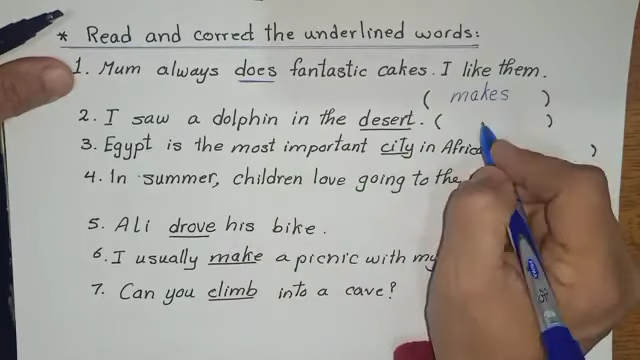 * Read and correct the underlined words:
1. Mum always does fantastic cakes. I like them.
( makes )
2. I saw a dolphin in the desert. ( )
3. Egypt is the most important city in Africa )
4. In summer, children love going to the
5. Ali drove his bike.
6. I usually make a picnic with my
7. Can you climb into a cave?